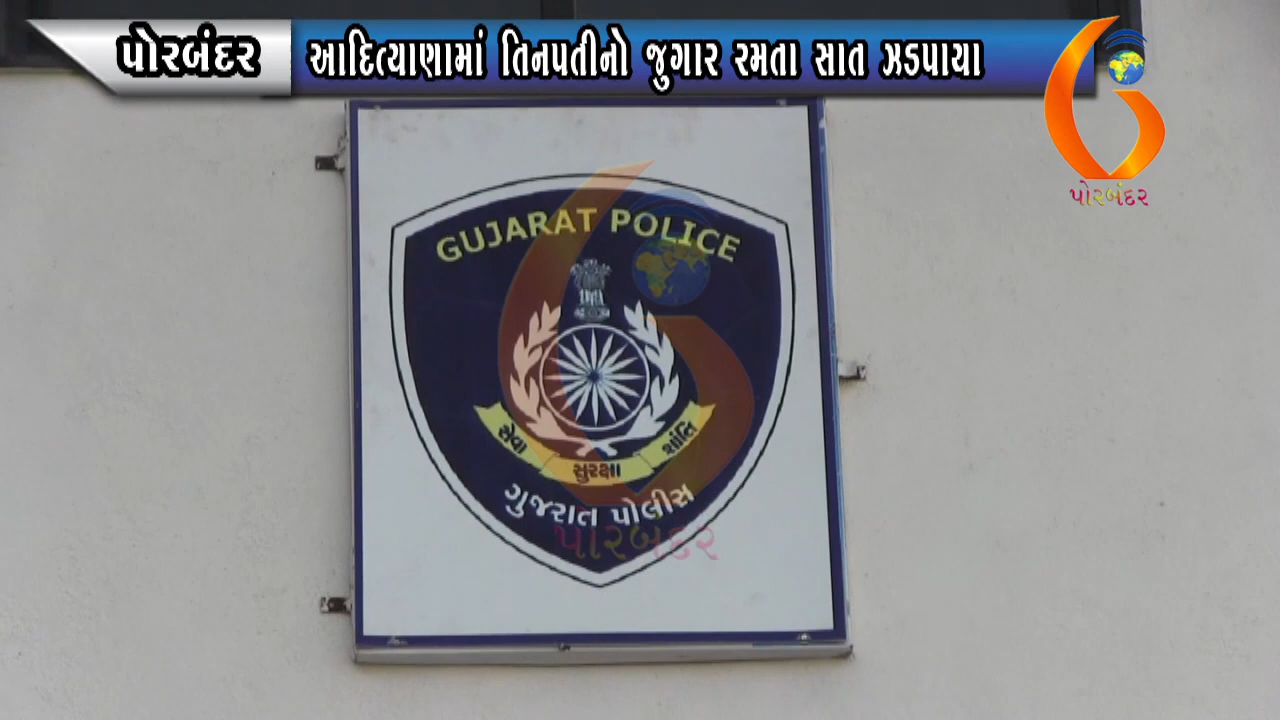 પોરબંદર
આદિત્યાણામાં તિનપતીનો જુગાર રમતા સાત ઝડપાયા
પોરબંદર
GUJARAT POLICE
સેવા સુરક્ષા શાંતિ
ગુજરાત પોલીસ
પોરબંદર